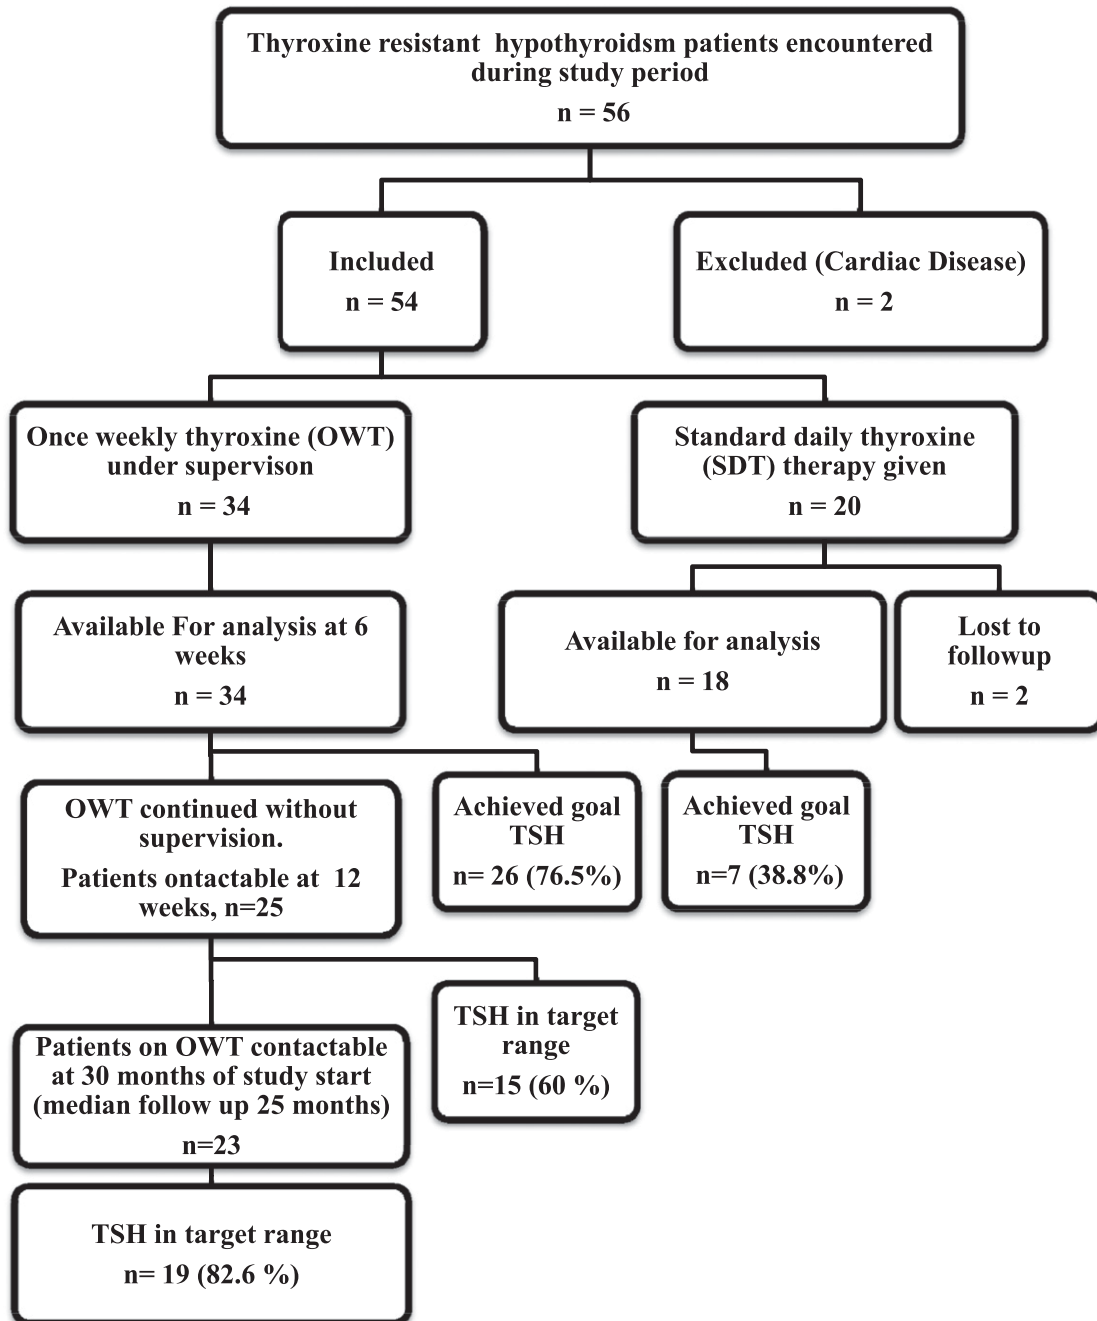 Thyroxine resistant hypothyroidsm patients encountered
during study period
n = 56
Included
n = 54
Excluded (Cardiac Disease)
n = 2
Once weekly thyroxine (OWT)
under supervison
n = 34
Standard daily thyroxine
(SDT) therapy given
n = 20
Available For analysis at 6
weeks
n = 34
Available for analysis
n = 18
Lost to
followup
n = 2
OWT continued without
supervision.
Patients ontactable at 12
weeks, n=25
Achieved goal
TSH
n= 26 (76.5%)
Achieved goal
TSH
n=7 (38.8%)
TSH in target
range
n=15 (60 %)
Patients on OWT contactable
at 30 months of study start
(median follow up 25 months)
n=23
TSH in target range
n= 19 (82.6 %)